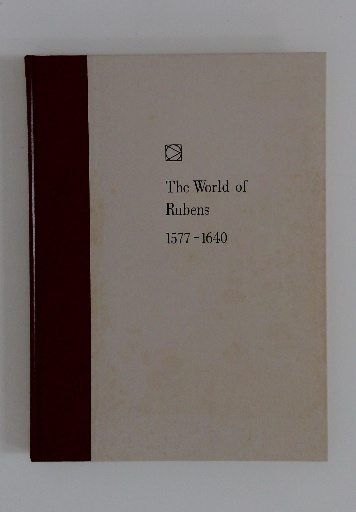 The World of
Rubens
1577-1640